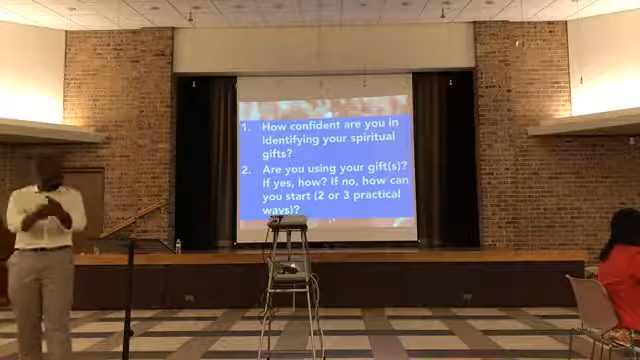 1. How confident are you in
identifying your spiritual
gifts?
2. Are you using your gift(s)?
If yes, how? If no, how can
you start (2 or 3 practical
ways)?